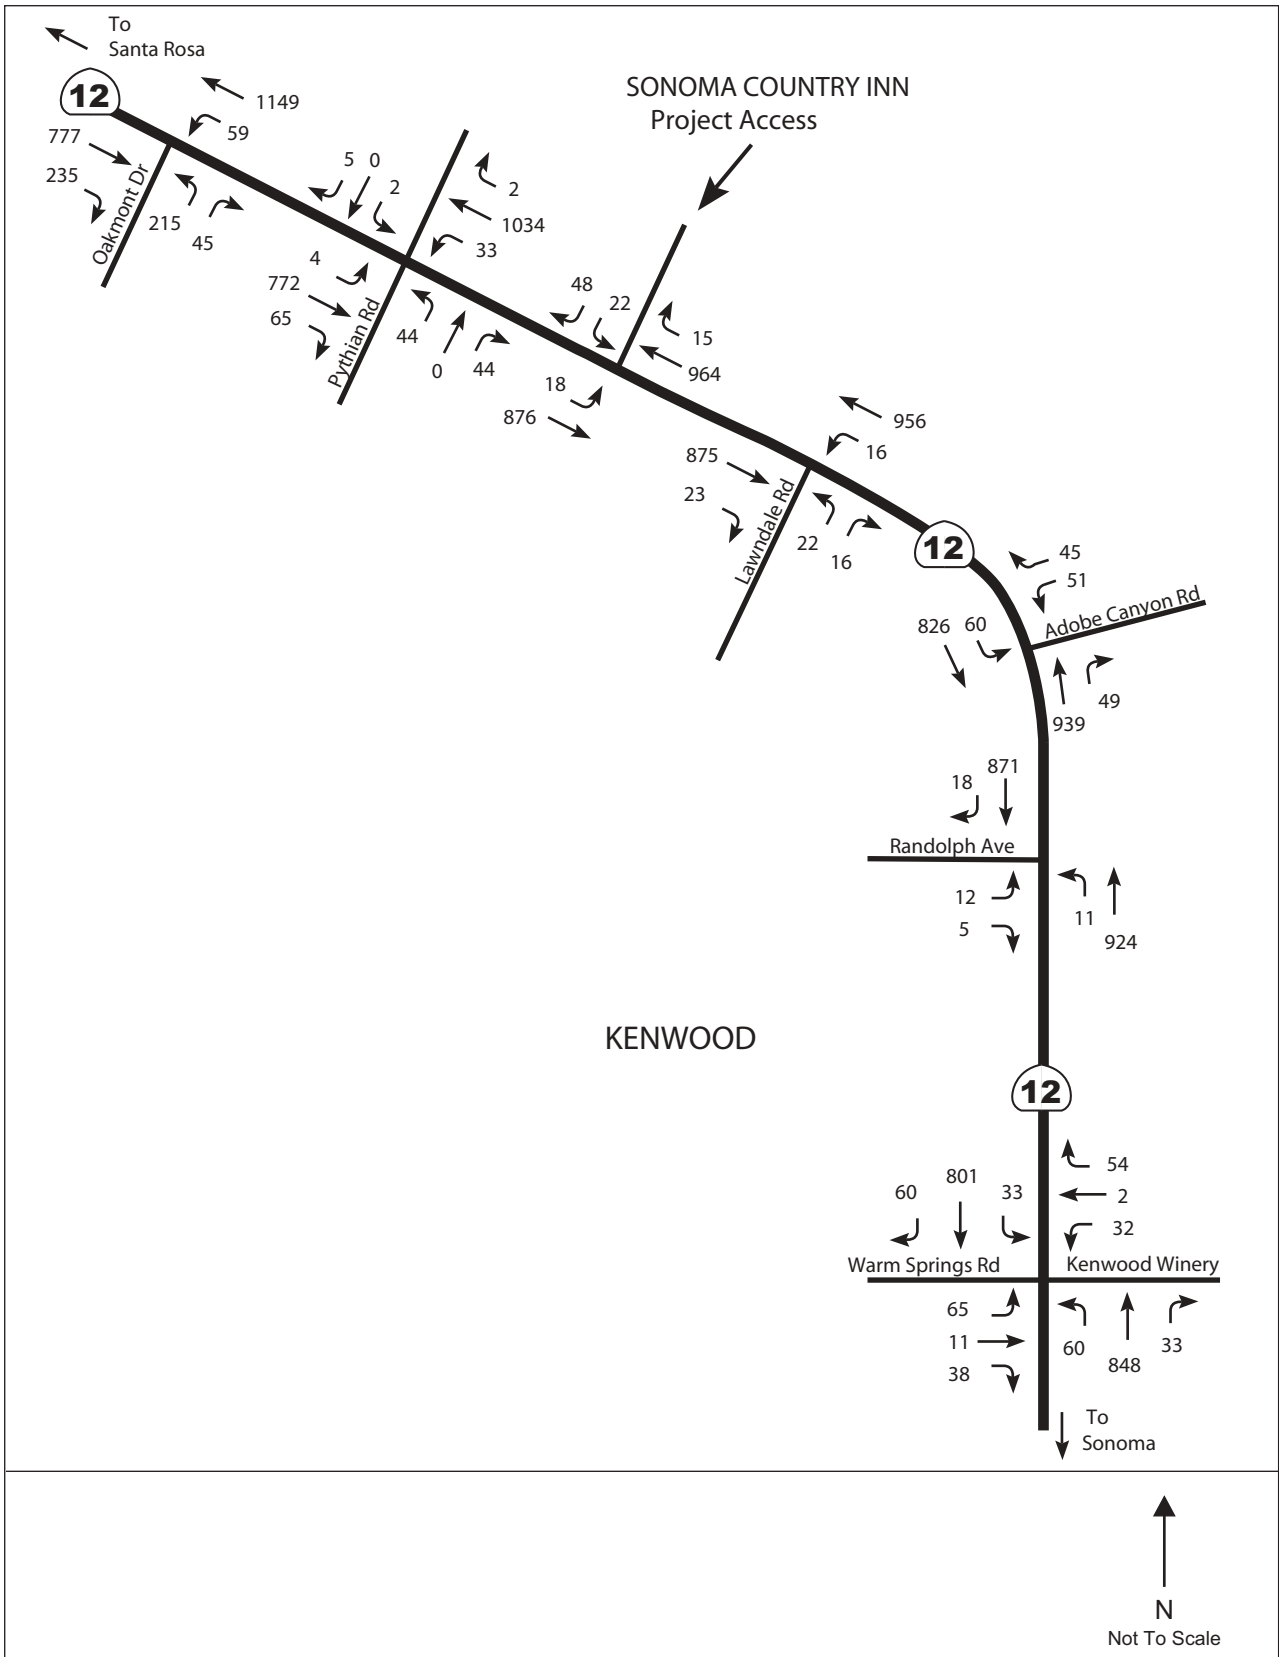 To
Santa Rosa
12
1149
59
777
235
Oakmont Dr
215
45
SONOMA COUNTRY INN
Project Access
5 0
2
2
1034
33
4
772
65
Pythian Rd
44
0
44
48
22
15
964
18
876
956
16
875
23
Lawndale Rd
22
16
12
45
51
Adobe Canyon Rd
826 60
49
939
18 871
Randolph Ave
12
5
11
924
KENWOOD
12
54
2
32
60 801 33
Warm Springs Rd
Kenwood Winery
65
11
38
60 848 33
To
Sonoma
N
Not To Scale